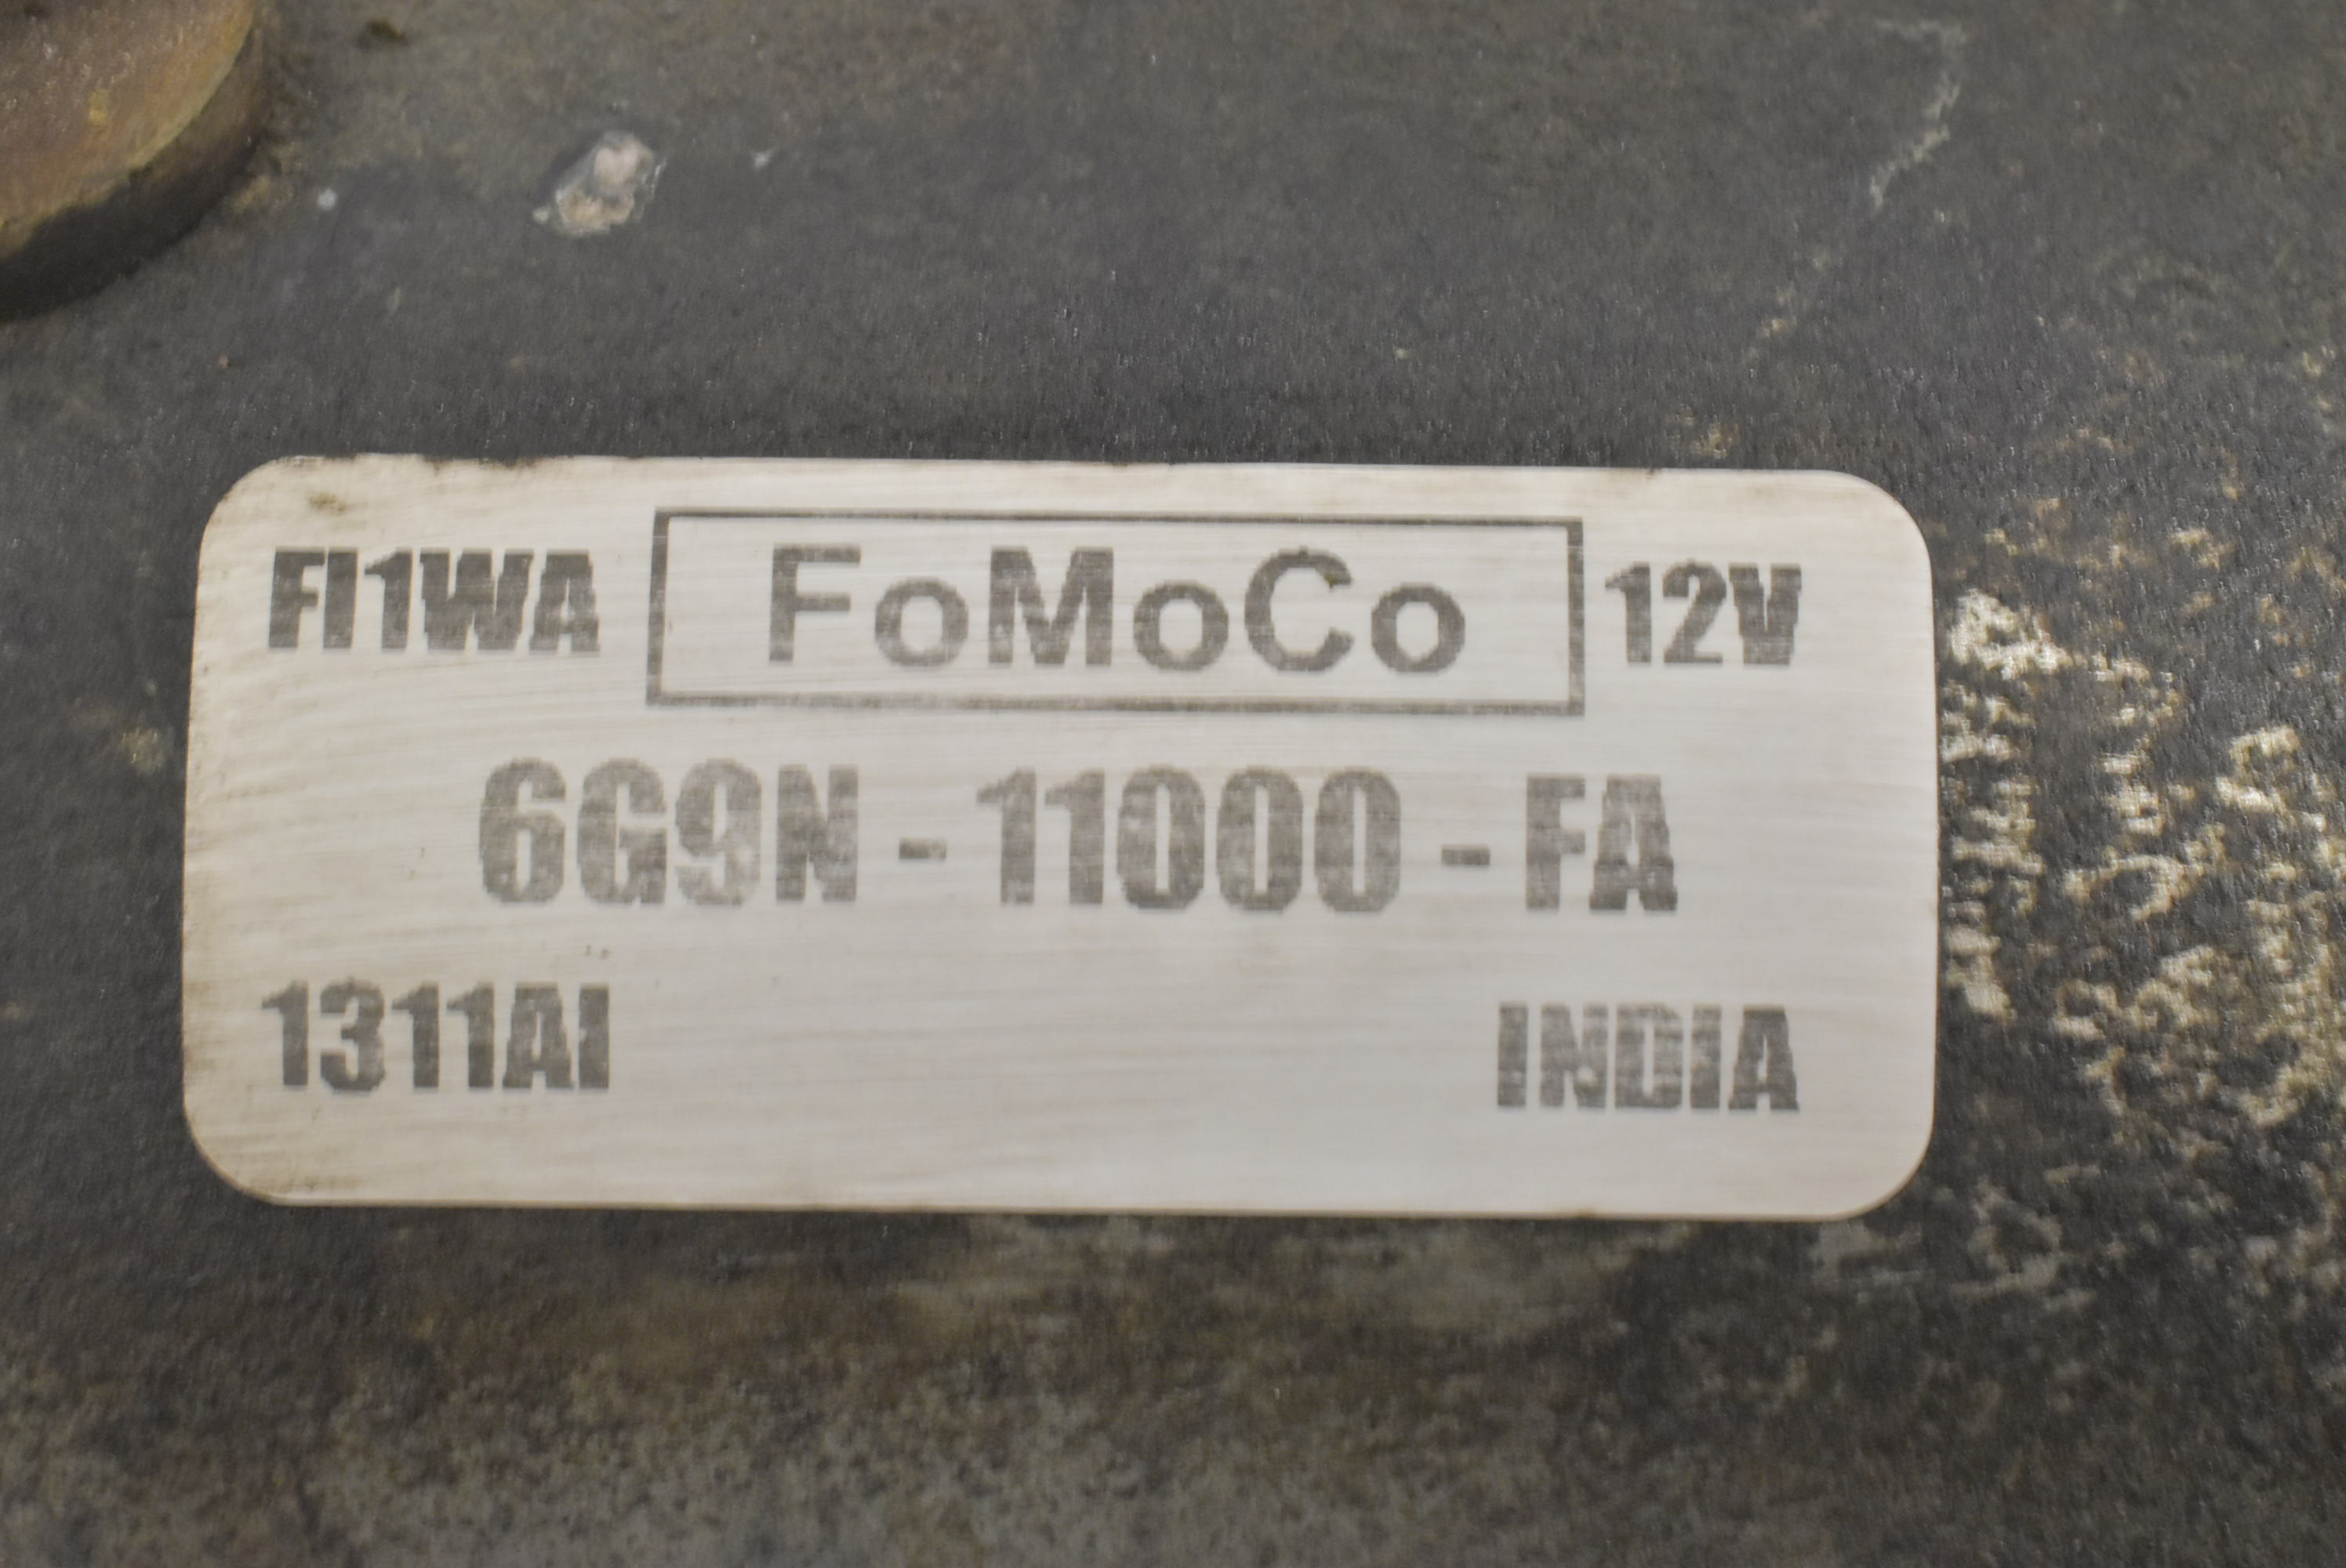 FI1WA FoMoCo 12V
6G9N - 11000 - FA
1311AI INDIA